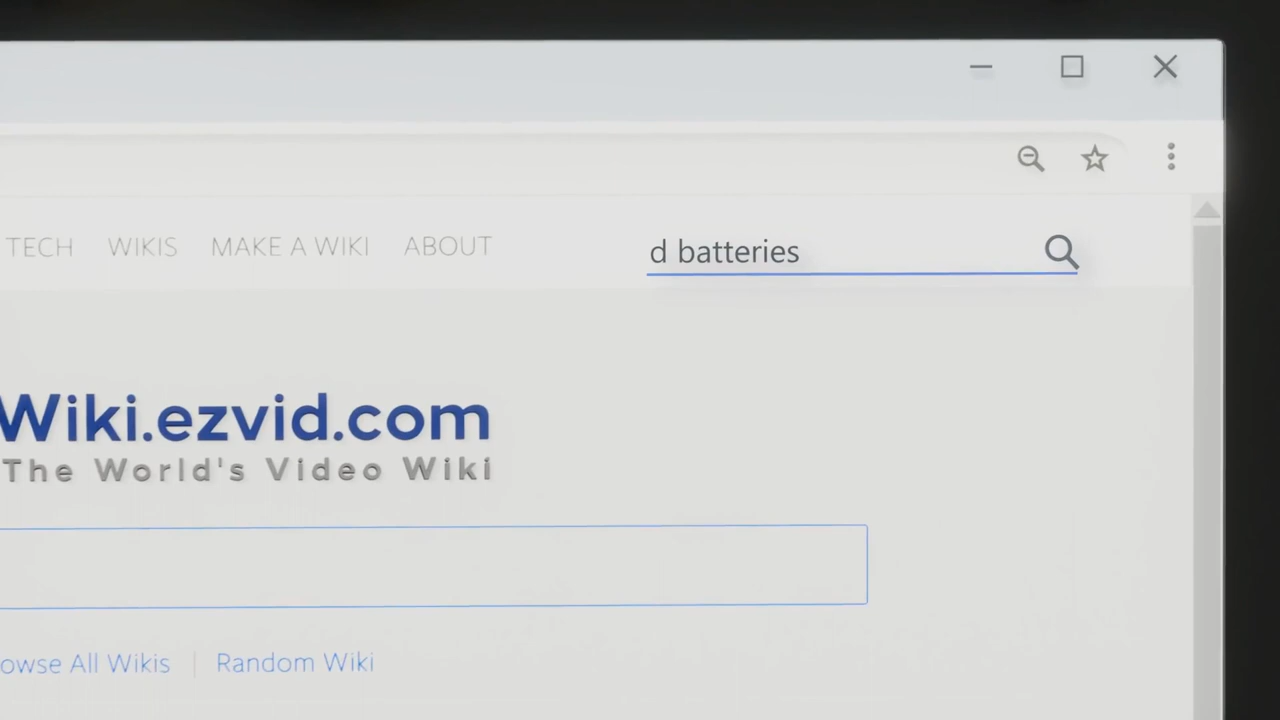 TECH WIKIS MAKE A WIKI ABOUT
d batteries
Wiki.ezvid.com
The World's Video Wiki
owse All Wikis | Random Wiki